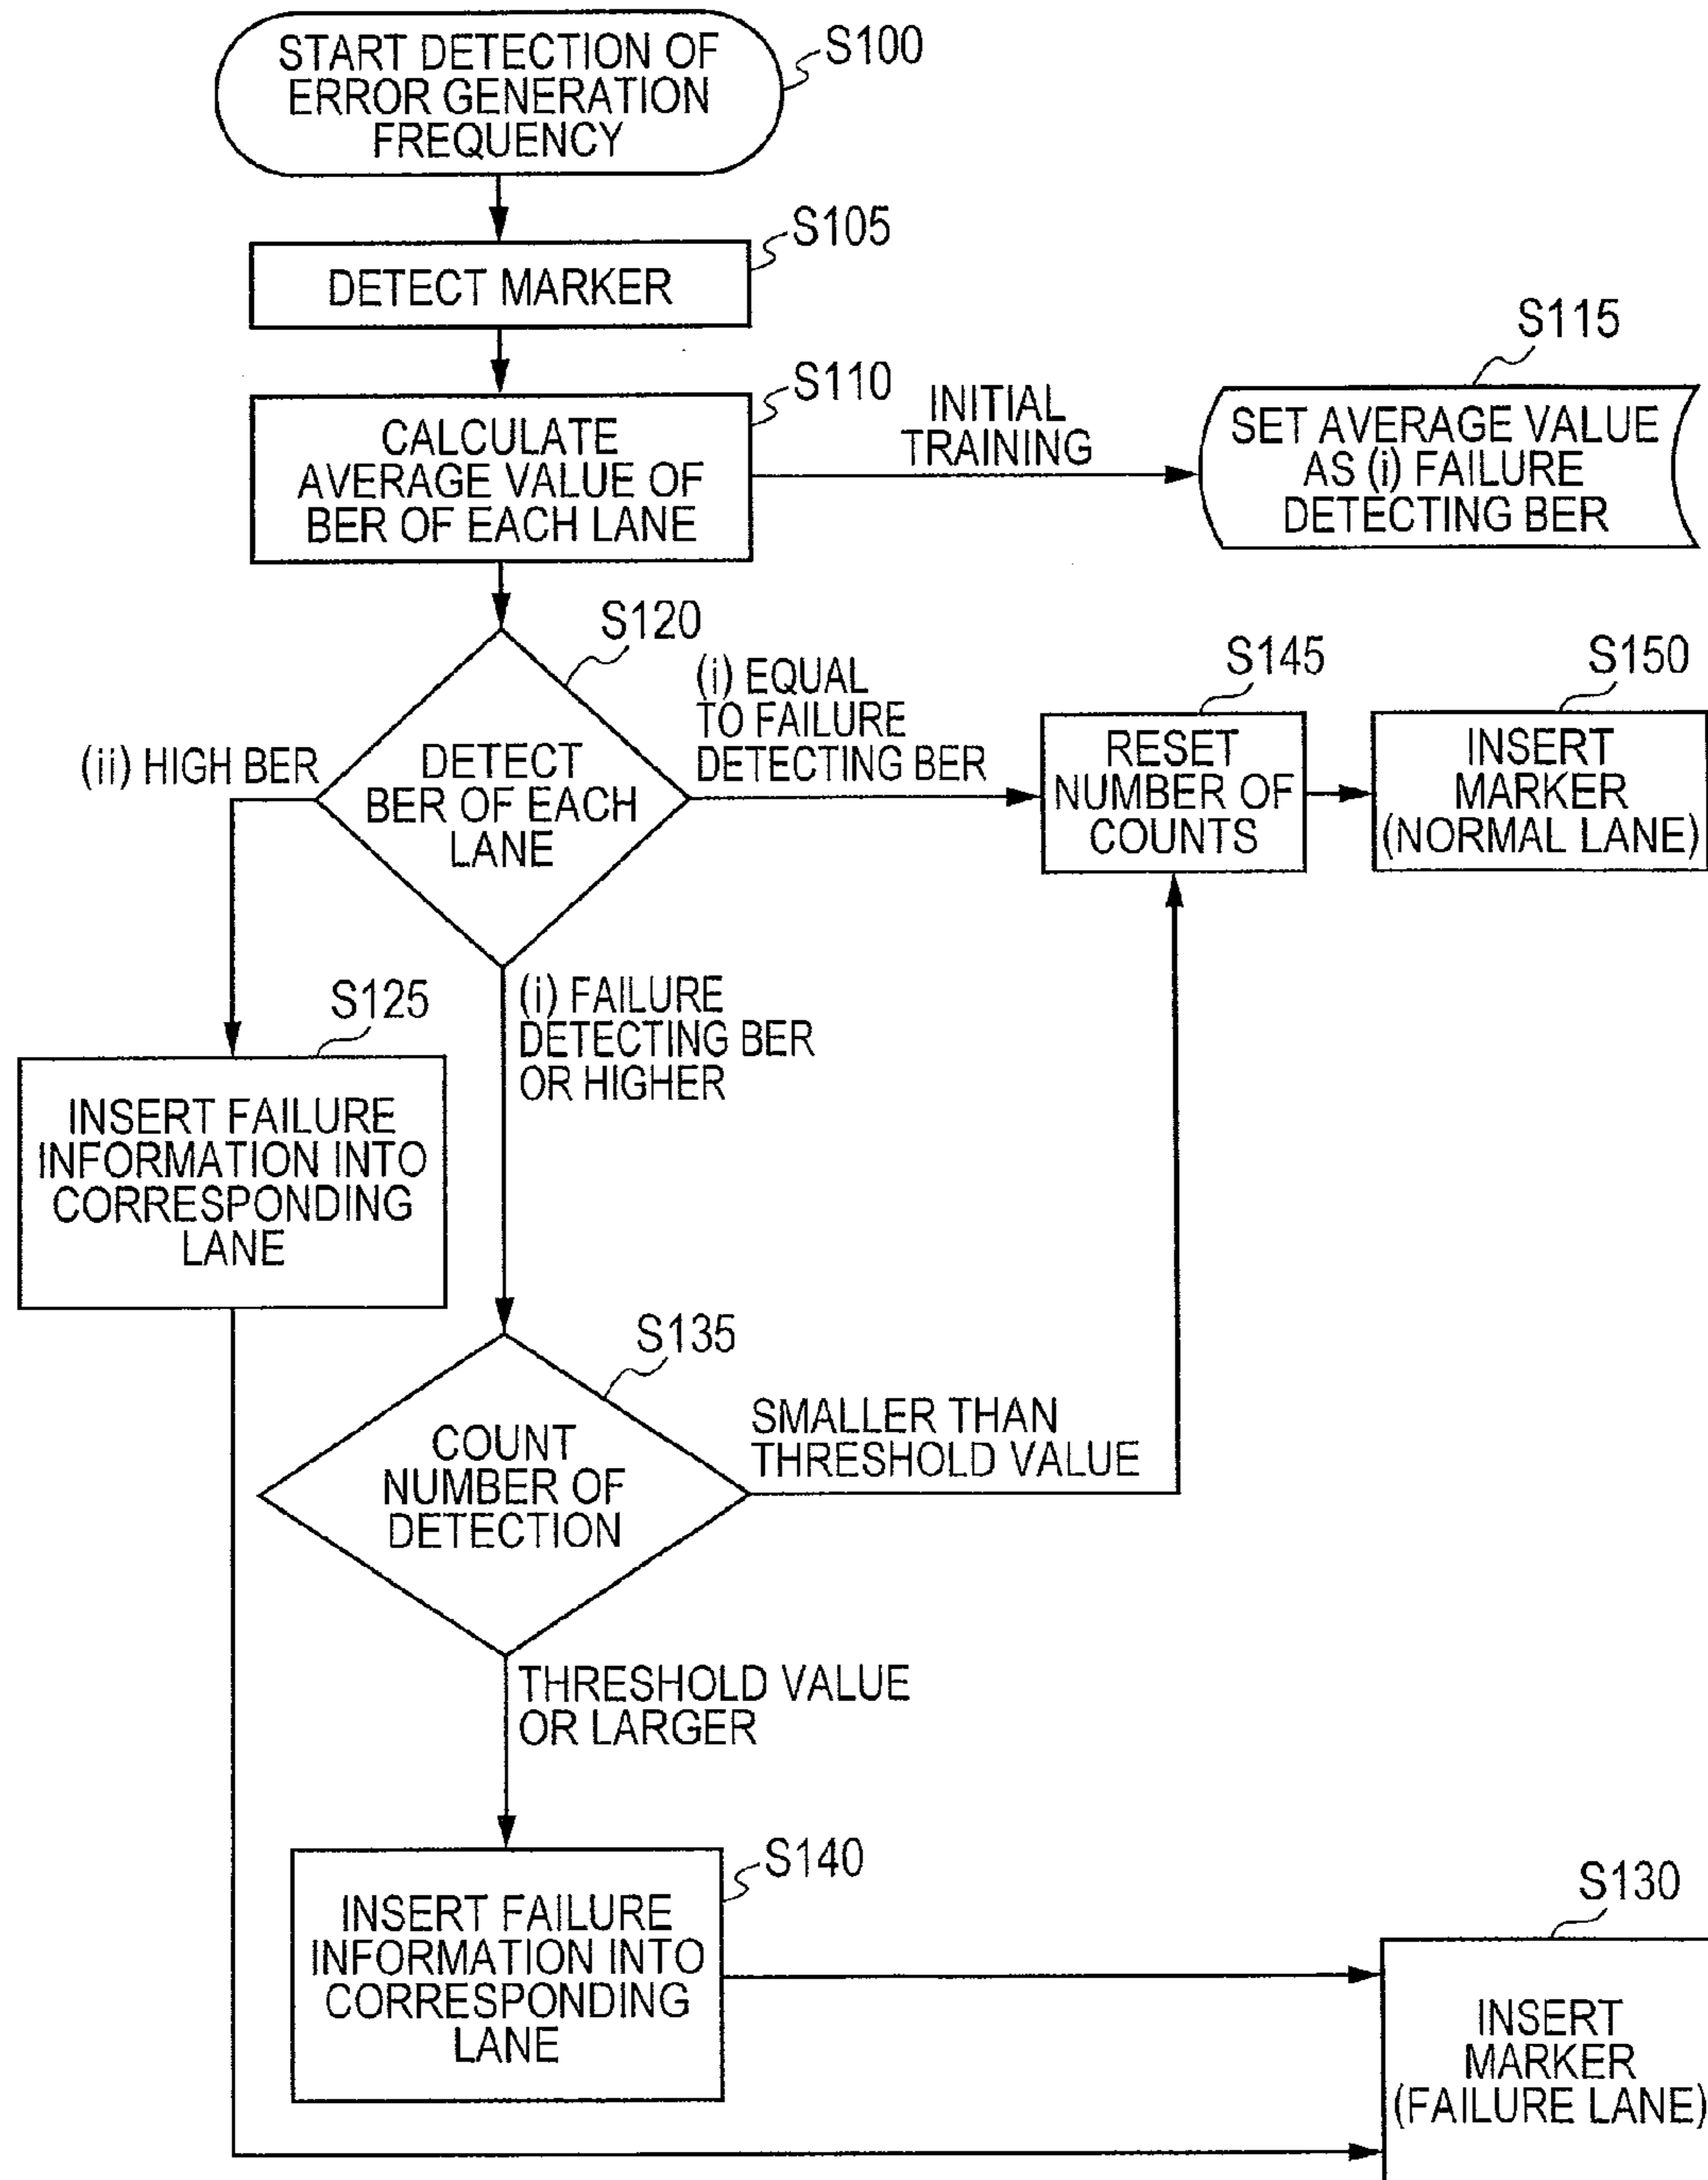 START DETECTION OF
ERROR GENERATION
FREQUENCY
S100
S105
DETECT MARKER
S110
CALCULATE
AVERAGE VALUE OF
BER OF EACH LANE
INITIAL
TRAINING
S115
SET AVERAGE VALUE
AS (i) FAILURE
DETECTING BER
S120
DETECT
BER OF EACH
LANE
(ii) HIGH BER
(i) EQUAL
TO FAILURE
DETECTING BER
S145
RESET
NUMBER OF
COUNTS
S150
INSERT
MARKER
(NORMAL LANE)
S125
INSERT FAILURE
INFORMATION INTO
CORRESPONDING
LANE
(i) FAILURE
DETECTING BER
OR HIGHER
S135
COUNT
NUMBER OF
DETECTION
SMALLER THAN
THRESHOLD VALUE
THRESHOLD VALUE
OR LARGER
S140
INSERT FAILURE
INFORMATION INTO
CORRESPONDING
LANE
S130
INSERT
MARKER
(FAILURE LANE)